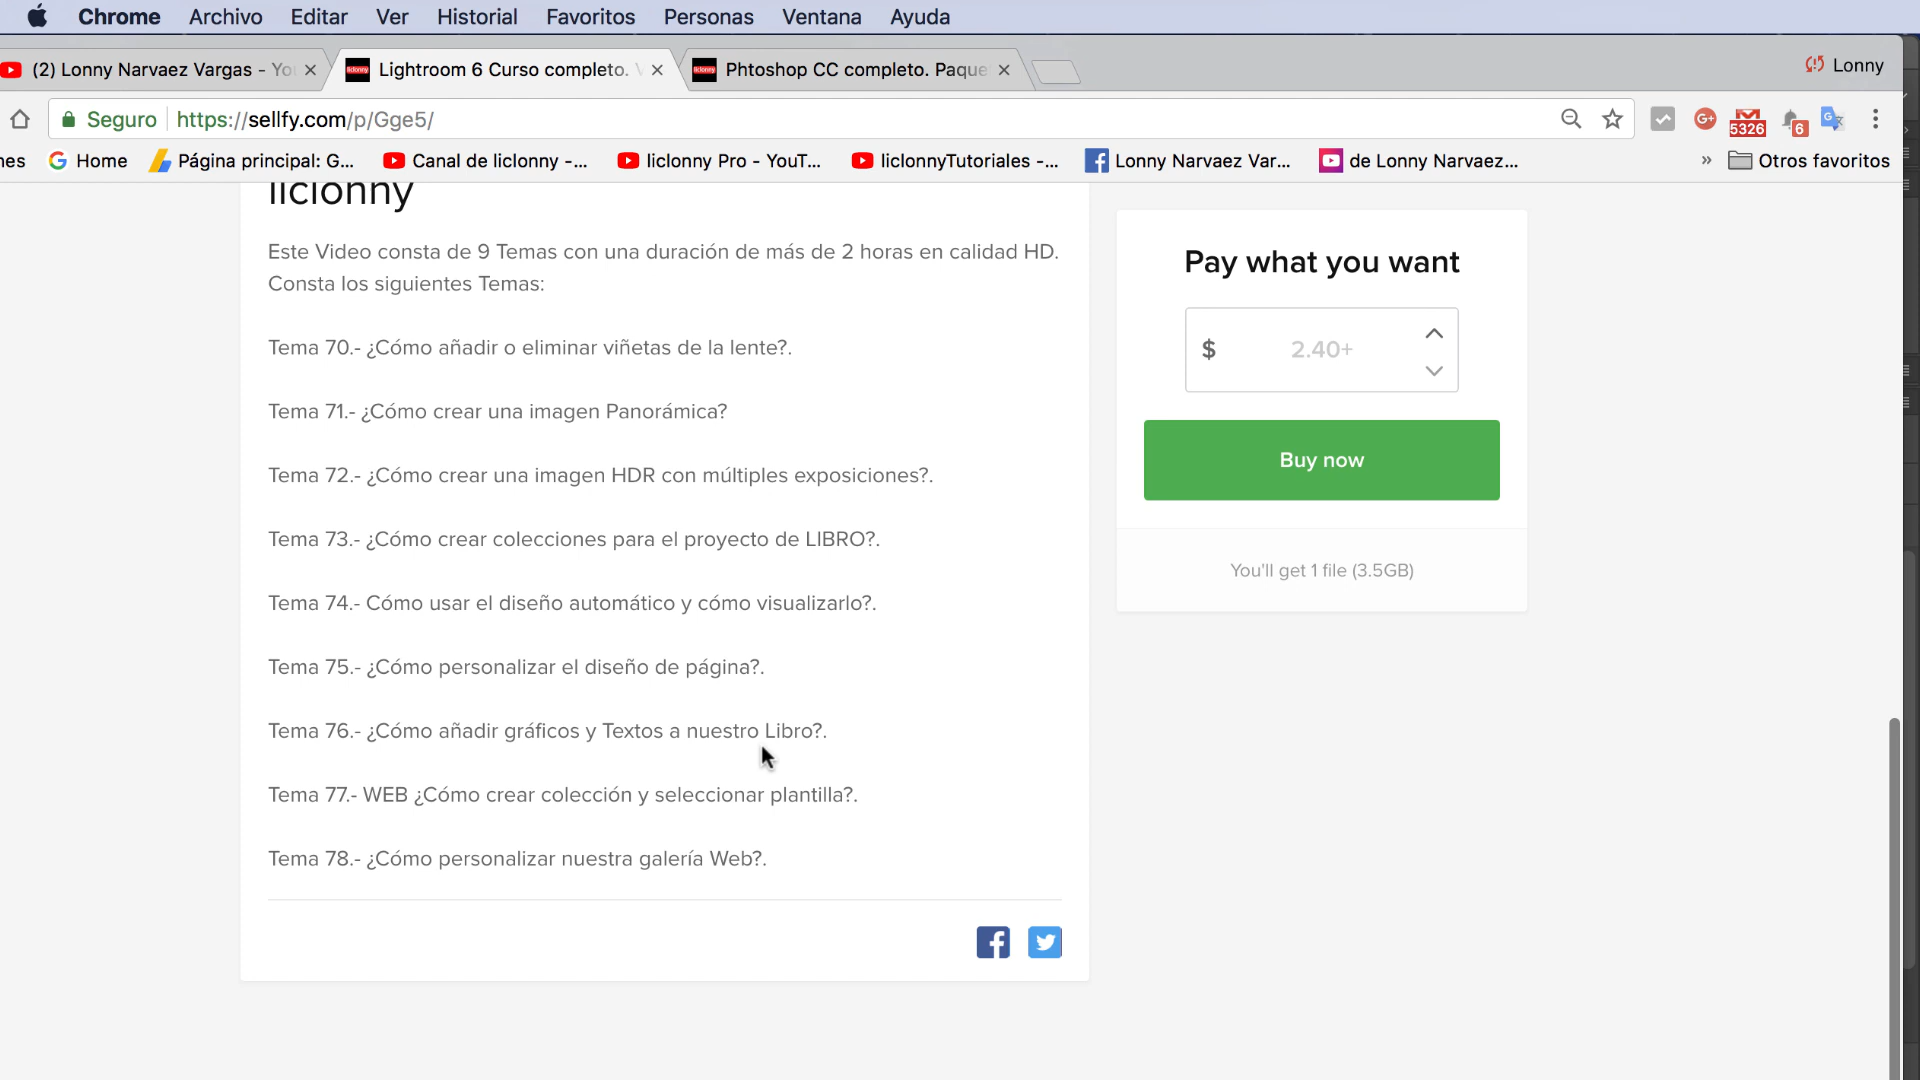 Chrome Archivo Editar Ver Historial Favoritos Personas Ventana Ayuda
(2) Lonny Narvaez Vargas - Yo
Lightroom 6 Curso completo. V
Phtoshop CC completo. Paque
Lonny
Seguro https://sellfy.com/p/Gge5/
5326
6
nes
Home
Página principal: G...
Canal de liclonny -...
liclonny Pro - YouT...
liclonnyTutoriales -...
Lonny Narvaez Var...
de Lonny Narvaez...
» Otros favoritos
liclonny
Este Video consta de 9 Temas con una duración de más de 2 horas en calidad HD.
Consta los siguientes Temas:
Tema 70.- ¿Cómo añadir o eliminar viñetas de la lente?.
Tema 71.- ¿Cómo crear una imagen Panorámica?
Tema 72.- ¿Cómo crear una imagen HDR con múltiples exposiciones?.
Tema 73.- ¿Cómo crear colecciones para el proyecto de LIBRO?.
Tema 74.- Cómo usar el diseño automático y cómo visualizarlo?.
Tema 75.- ¿Cómo personalizar el diseño de página?.
Tema 76.- ¿Cómo añadir gráficos y Textos a nuestro Libro?.
Tema 77.- WEB ¿Cómo crear colección y seleccionar plantilla?.
Tema 78.- ¿Cómo personalizar nuestra galería Web?.
Pay what you want
$ 2.40+
Buy now
You'll get 1 file (3.5GB)